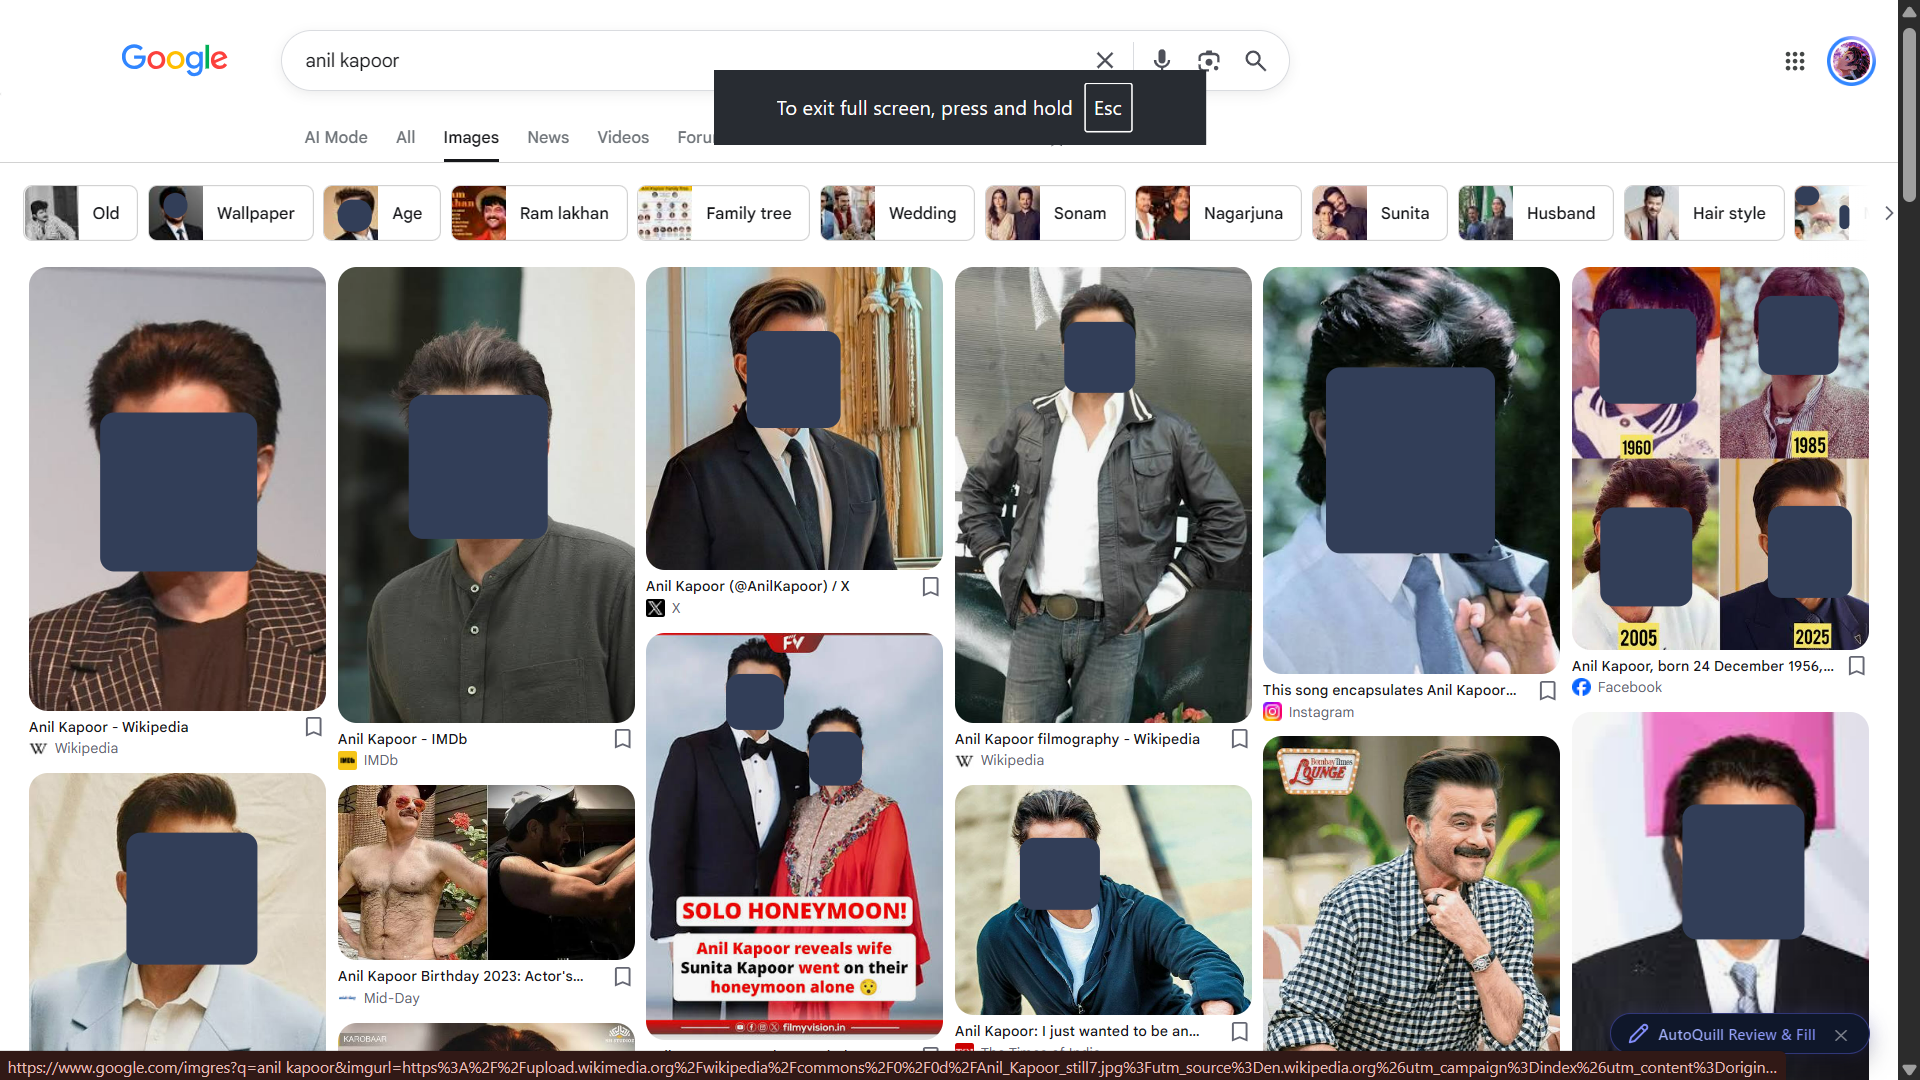 Google
anil kapoor
To exit full screen, press and hold Esc
AI Mode
All
Images
News
Videos
Old
Wallpaper
Age
Ram lakhan
Family tree
Wedding
Sonam
Nagarjuna
Sunita
Husband
Hair style
1960
1985
2005
2025
Anil Kapoor - Wikipedia
Wikipedia
Anil Kapoor - IMDb
IMDb
Anil Kapoor (@AnilKapoor) / X
X
Anil Kapoor filmography - Wikipedia
Wikipedia
This song encapsulates Anil Kapoor...
Instagram
Anil Kapoor, born 24 December 1956,...
Facebook
FV
SOLO HONEYMOON!
Anil Kapoor reveals wife
Sunita Kapoor went on their
honeymoon alone 😯
filmyvision.in
Bombay Times
LOUNGE
Anil Kapoor Birthday 2023: Actor's...
Mid-Day
KAROBAAR
Anil Kapoor: I just wanted to be an...
AutoQuill Review & Fill
https://www.google.com/imgres?q=anil kapoor&imgurl=https%3A%2F%2Fupload.wikimedia.org%2Fwikipedia%2Fcommons%2F0%2F0d%2FAnil_Kapoor_still7.jpg%3Futm_source%3Den.wikipedia.org%26utm_campaign%3Dindex%26utm_content%3Dorigin...